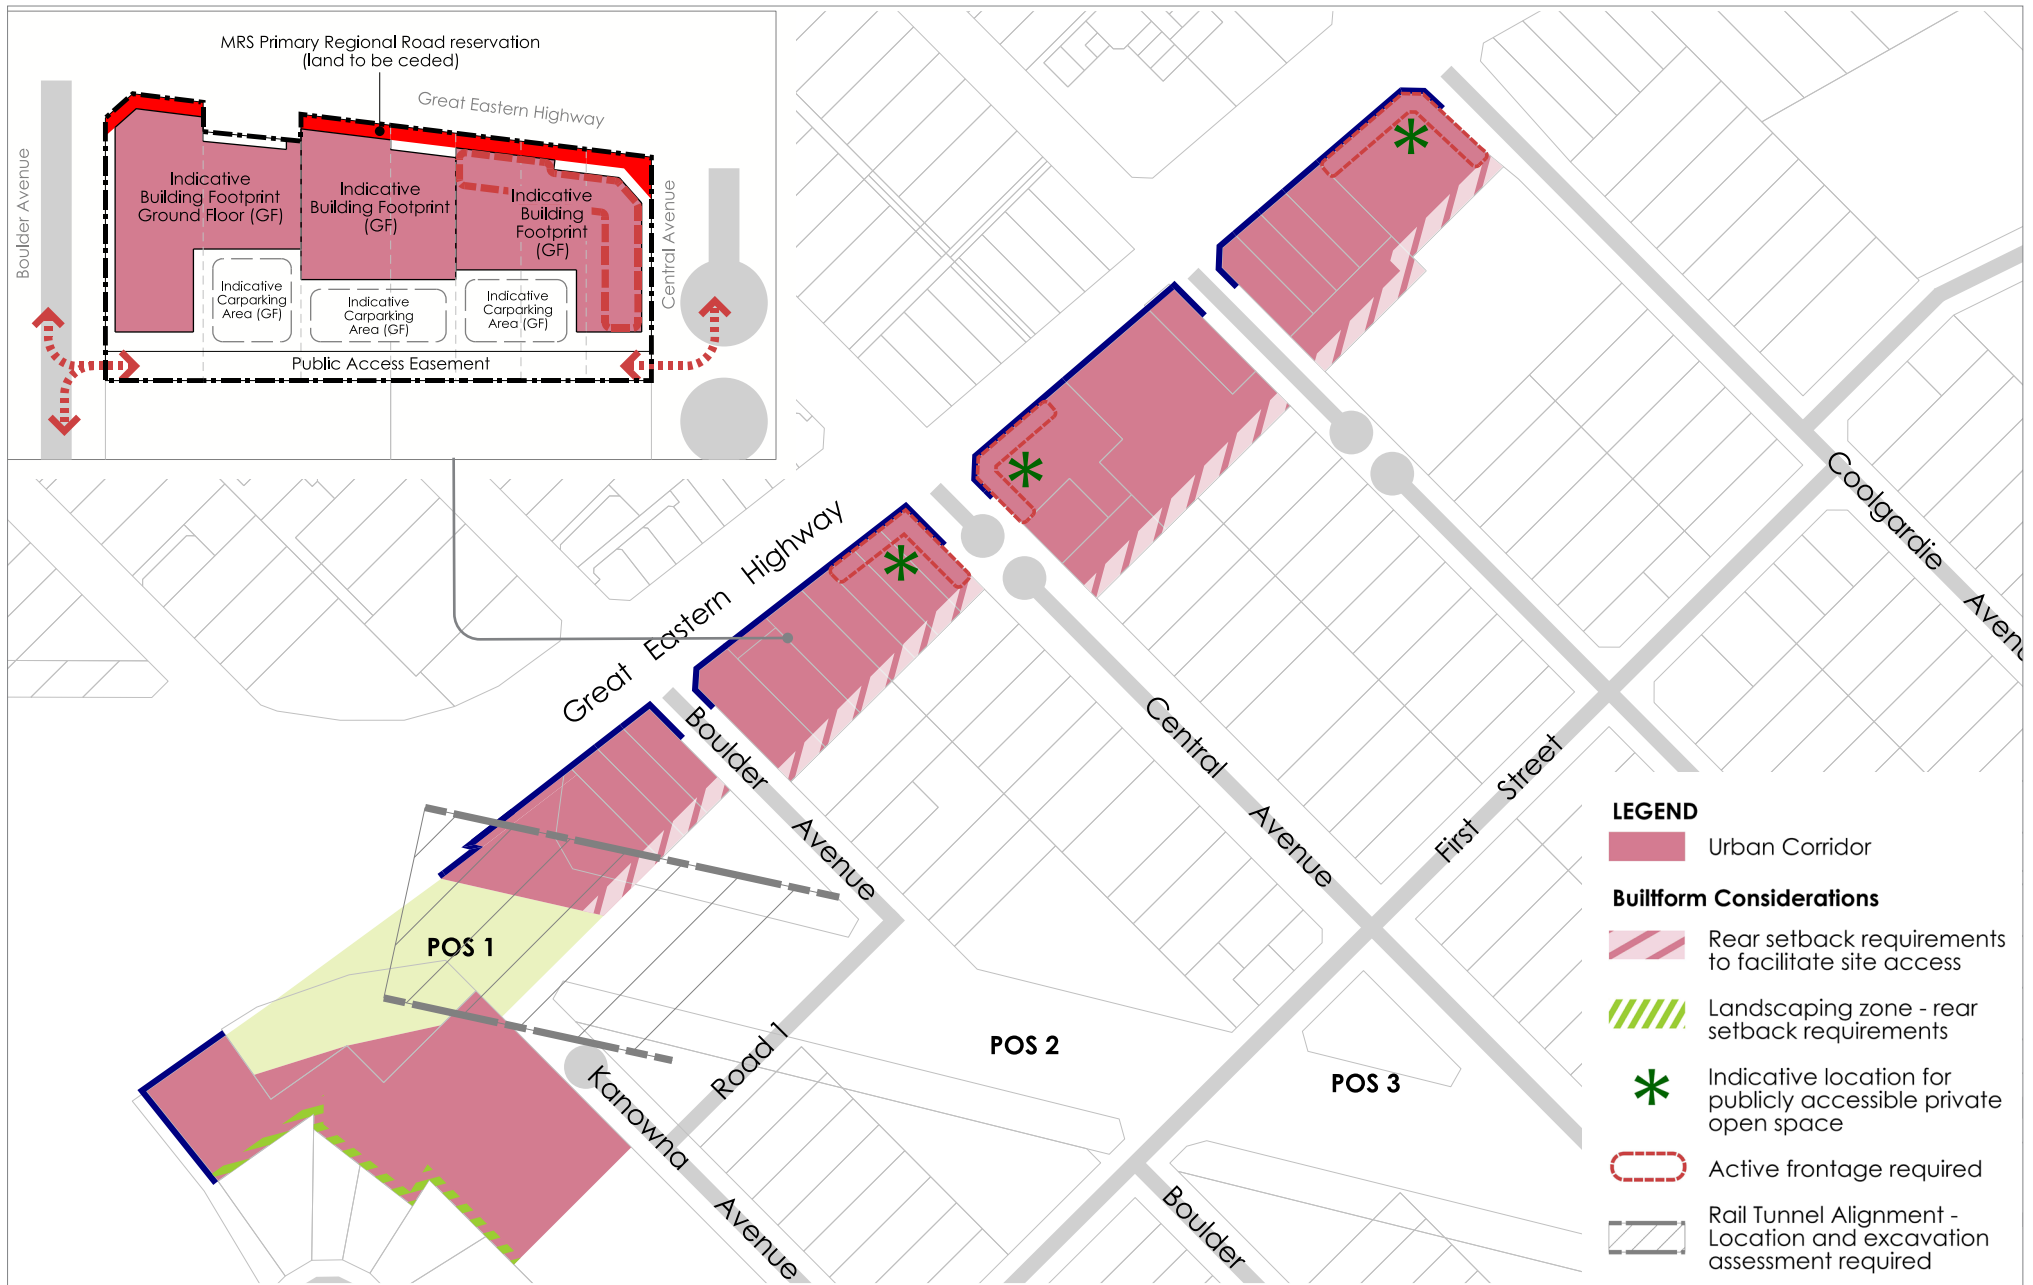 MRS Primary Regional Road reservation
(land to be ceded)
Great Eastern Highway
Boulder Avenue
Central Avenue
Indicative
Building Footprint
Ground Floor (GF)
Indicative
Building Footprint
(GF)
Indicative
Building
Footprint
(GF)
Indicative
Carparking
Area (GF)
Indicative
Carparking
Area (GF)
Indicative
Carparking
Area (GF)
Public Access Easement
Great Eastern Highway
Coolgardie Avenu
Boulder Avenue
Central Avenue
First Street
POS 1
POS 2
POS 3
Road 1
Kanowna Avenue
Boulder
LEGEND
Urban Corridor
Builtform Considerations
Rear setback requirements
to facilitate site access
Landscaping zone - rear
setback requirements
Indicative location for
publicly accessible private
open space
Active frontage required
Rail Tunnel Alignment -
Location and excavation
assessment required